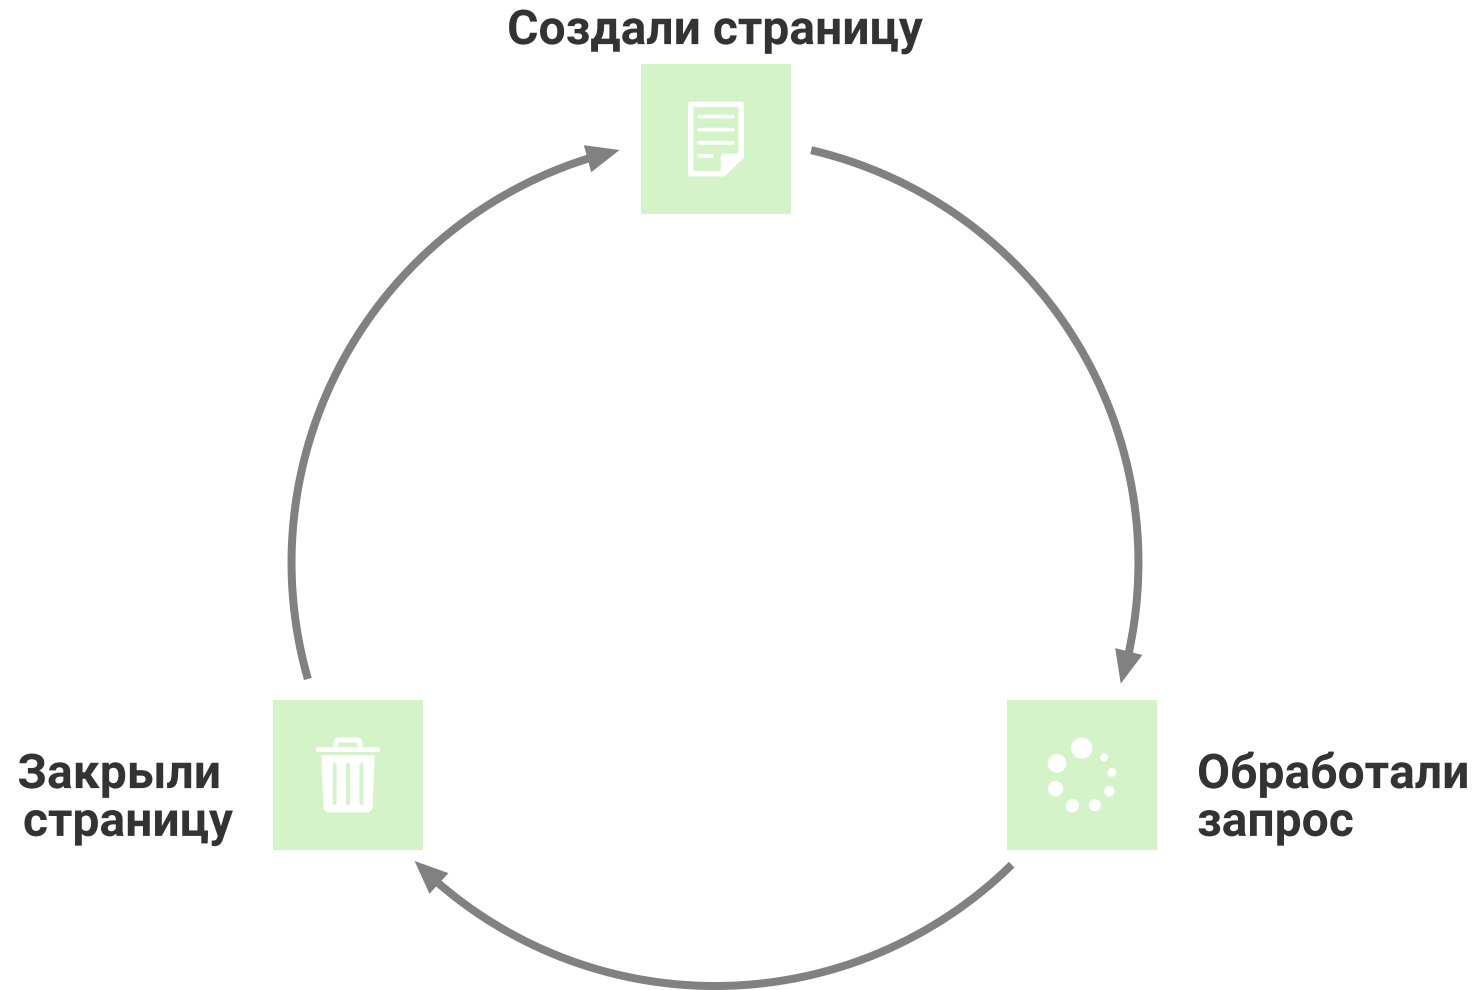 Создали страницу
Закрыли
страницу
Обработали
запрос